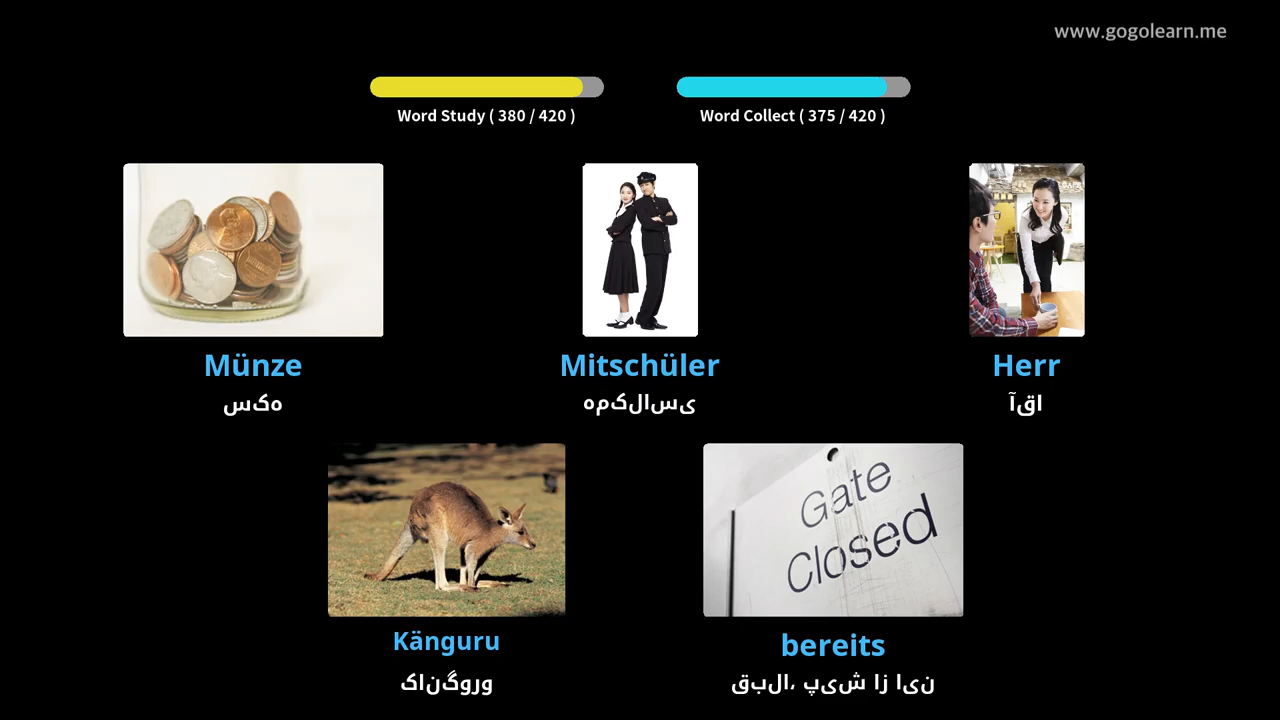 www.gogolearn.me
Word Study ( 380 / 420 )
Word Collect ( 375 / 420 )
Münze
هکس
Mitschüler
یسالکمه
Herr
اقآ
Känguru
وروگناک
Gate
Closed
bereits
نیا زا شیپ ،البق